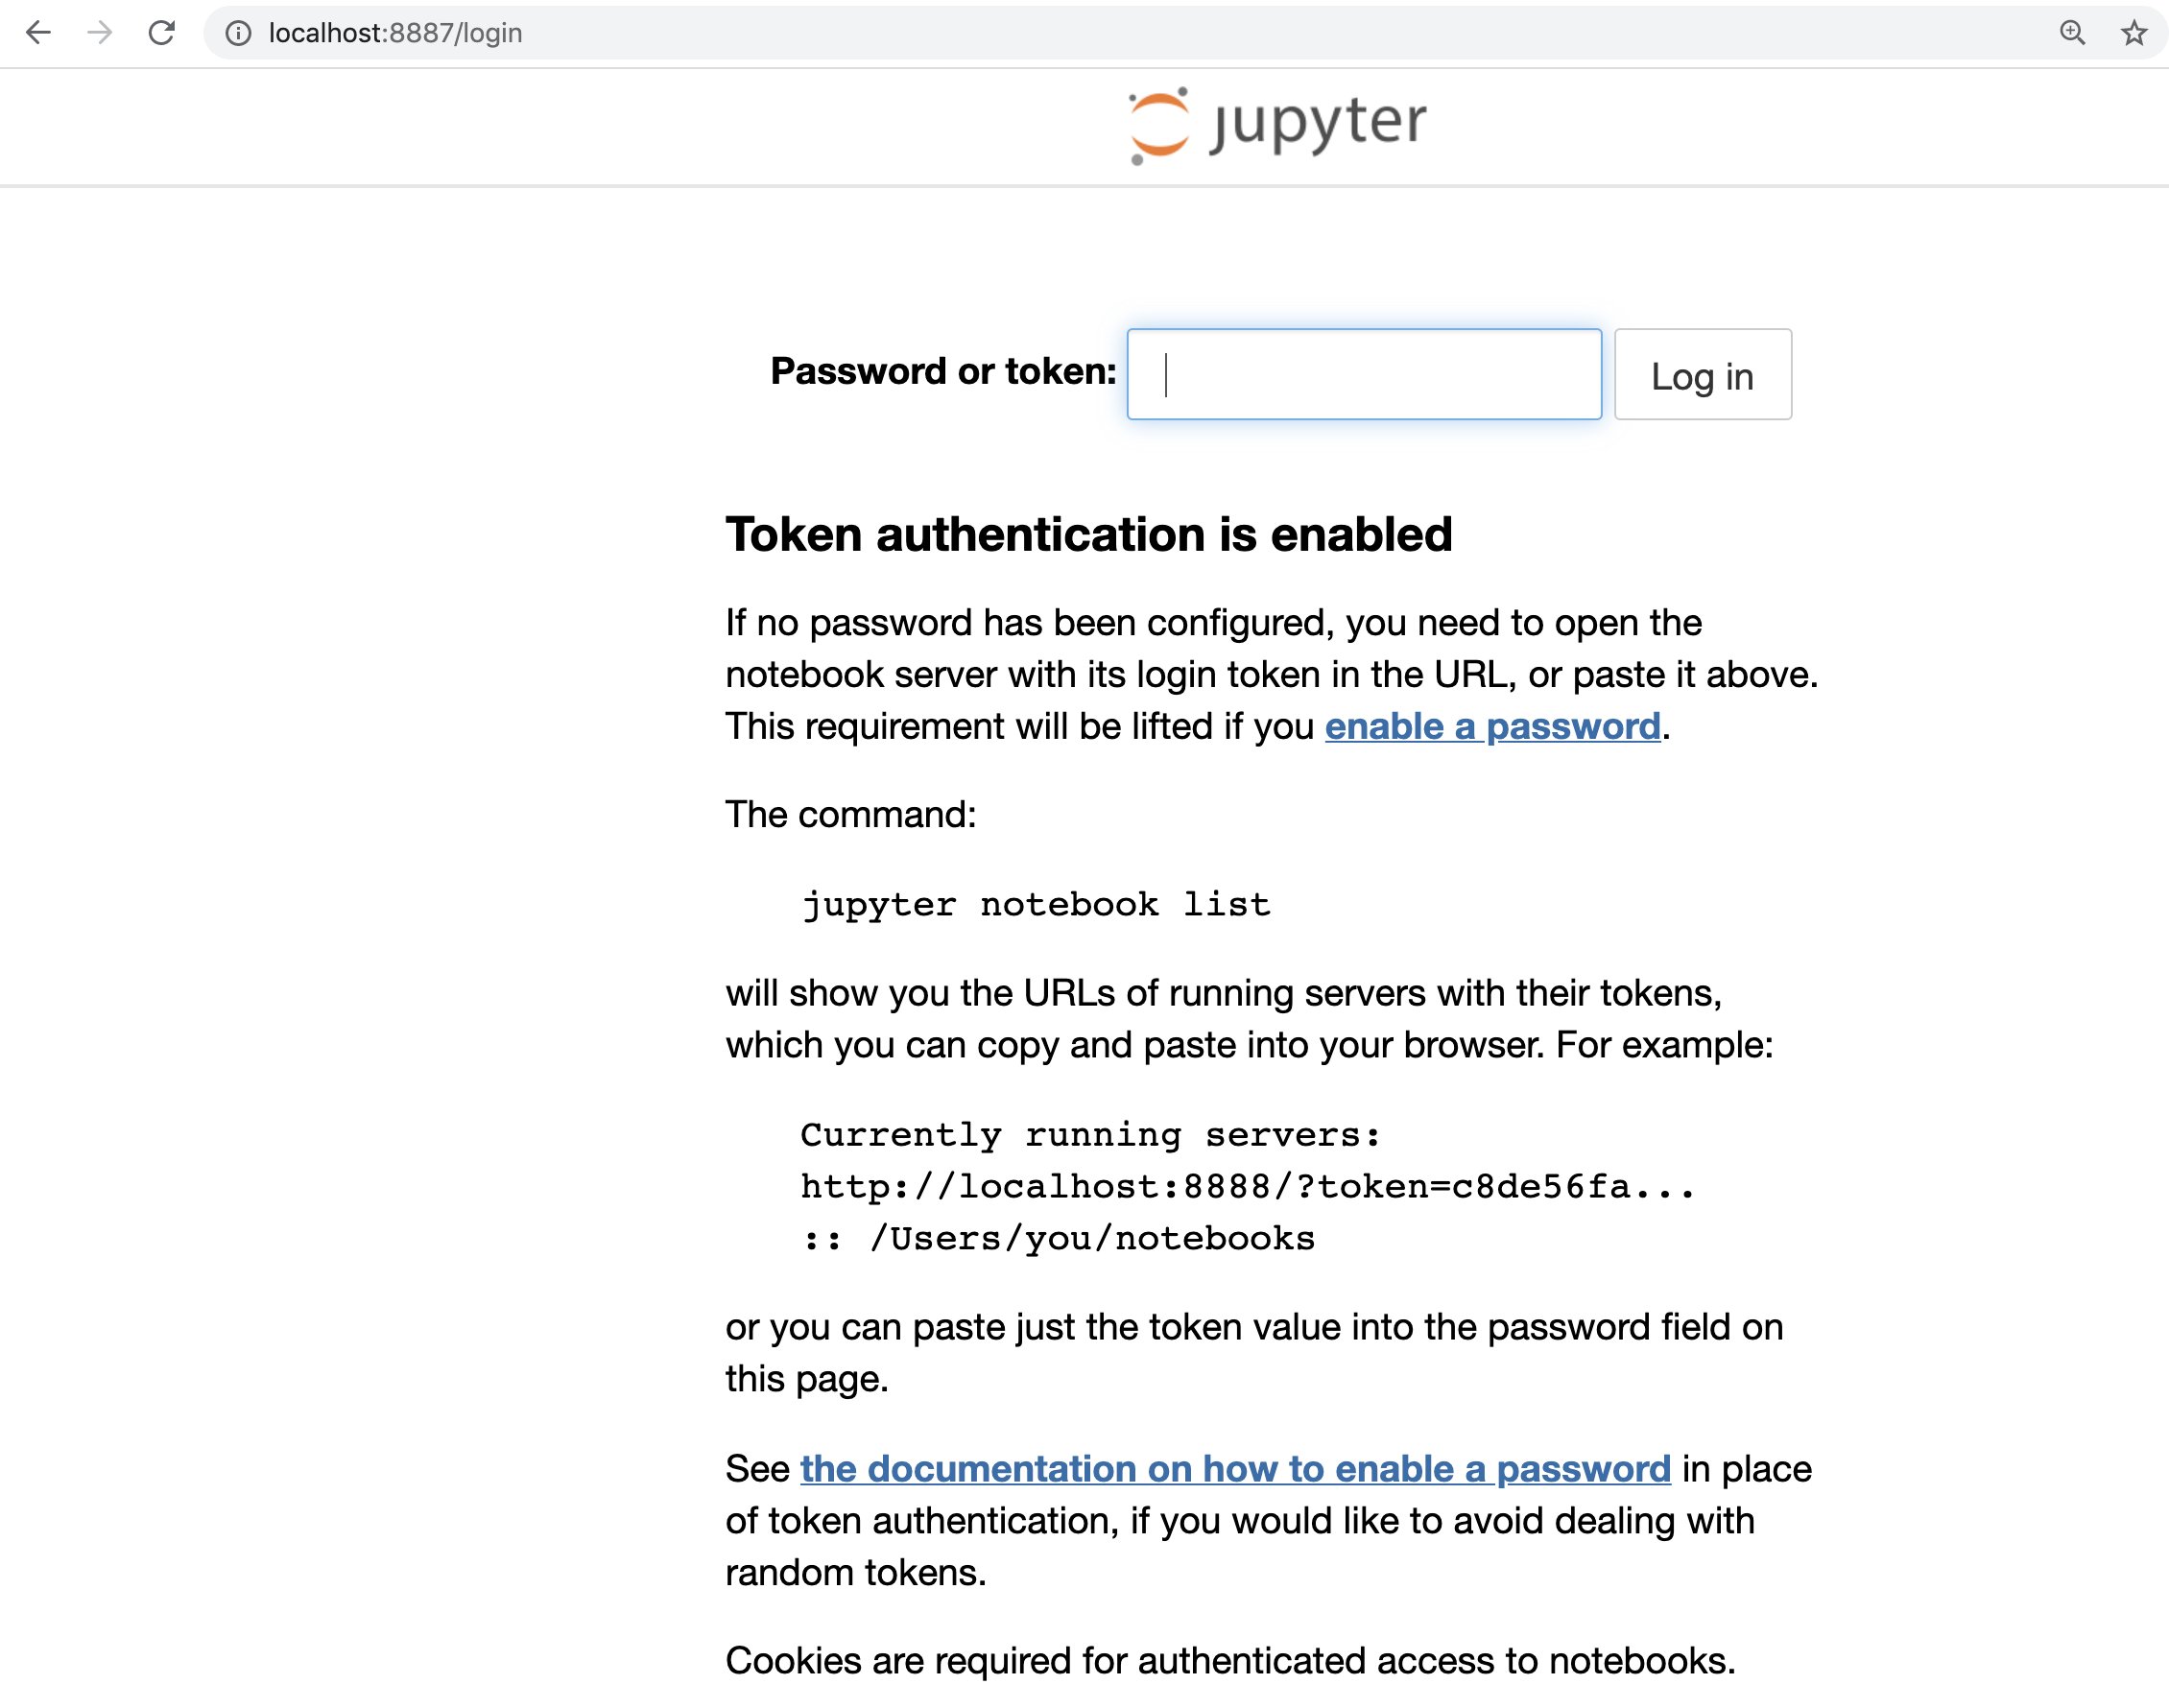 localhost:8887/login
jupyter
Password or token:
Log in
Token authentication is enabled
If no password has been configured, you need to open the
notebook server with its login token in the URL, or paste it above.
This requirement will be lifted if you enable a password.
The command:
jupyter notebook list
will show you the URLs of running servers with their tokens,
which you can copy and paste into your browser. For example:
Currently running servers:
http://localhost:8888/?token=c8de56fa...
:: /Users/you/notebooks
or you can paste just the token value into the password field on
this page.
See the documentation on how to enable a password in place
of token authentication, if you would like to avoid dealing with
random tokens.
Cookies are required for authenticated access to notebooks.